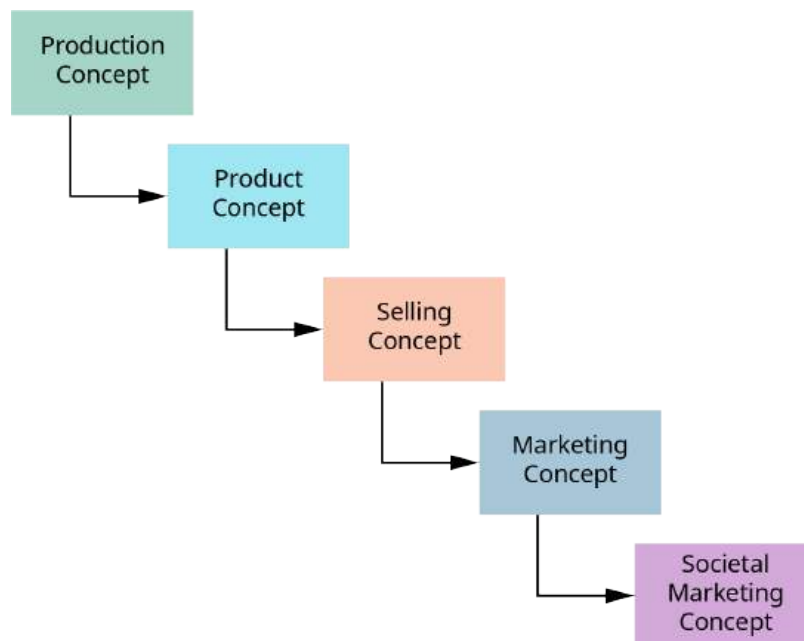 Production
Concept
Product
Concept
Selling
Concept
Marketing
Concept
Societal
Marketing
Concept